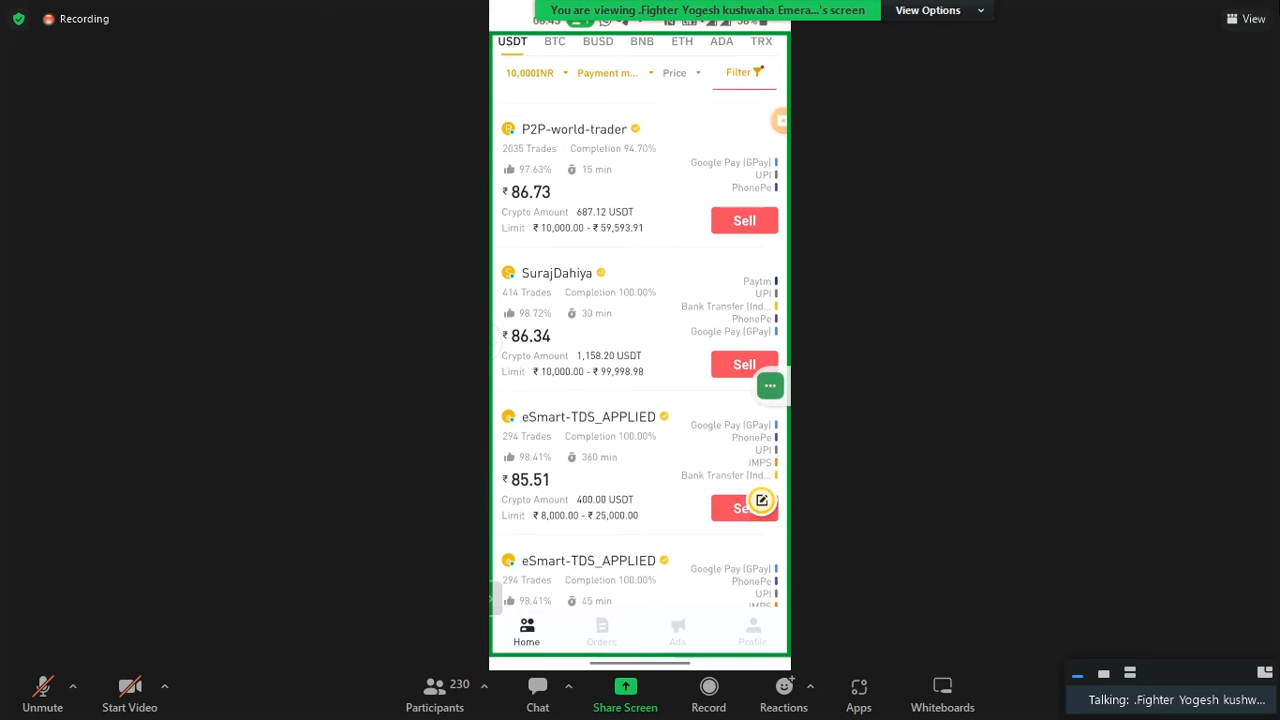 You are viewing .Fighter Yogesh kushwaha Emera...'s screen
View Options
Recording
View
USDT BTC BUSD BNB ETH ADA TRX
10,000INR Payment m... Price Filter
P2P-world-trader
2035 Trades Completion 94.70%
97.63% 15 min
Google Pay (GPay)
UPI
PhonePe
₹ 86.73
Crypto Amount 687.12 USDT
Limit ₹ 10,000.00 - ₹ 59,593.91
Sell
SurajDahiya
414 Trades Completion 100.00%
98.72% 30 min
Paytm
UPI
Bank Transfer (Ind...
PhonePe
Google Pay (GPay)
₹ 86.34
Crypto Amount 1,158.20 USDT
Limit ₹ 10,000.00 - ₹ 99,998.98
Sell
eSmart-TDS_APPLIED
294 Trades Completion 100.00%
98.41% 360 min
Google Pay (GPay)
PhonePe
UPI
IMPS
Bank Transfer (Ind...
₹ 85.51
Crypto Amount 400.00 USDT
Limit ₹ 8,000.00 - ₹ 25,000.00
eSmart-TDS_APPLIED
294 Trades Completion 100.00%
98.41% 45 min
Google Pay (GPay)
PhonePe
UPI
IMPS
Home Orders Ads Profile
Unmute
Start Video
230
Participants
Chat
Share Screen
Record
Reactions
Apps
Whiteboards
Talking: .Fighter Yogesh kushw...